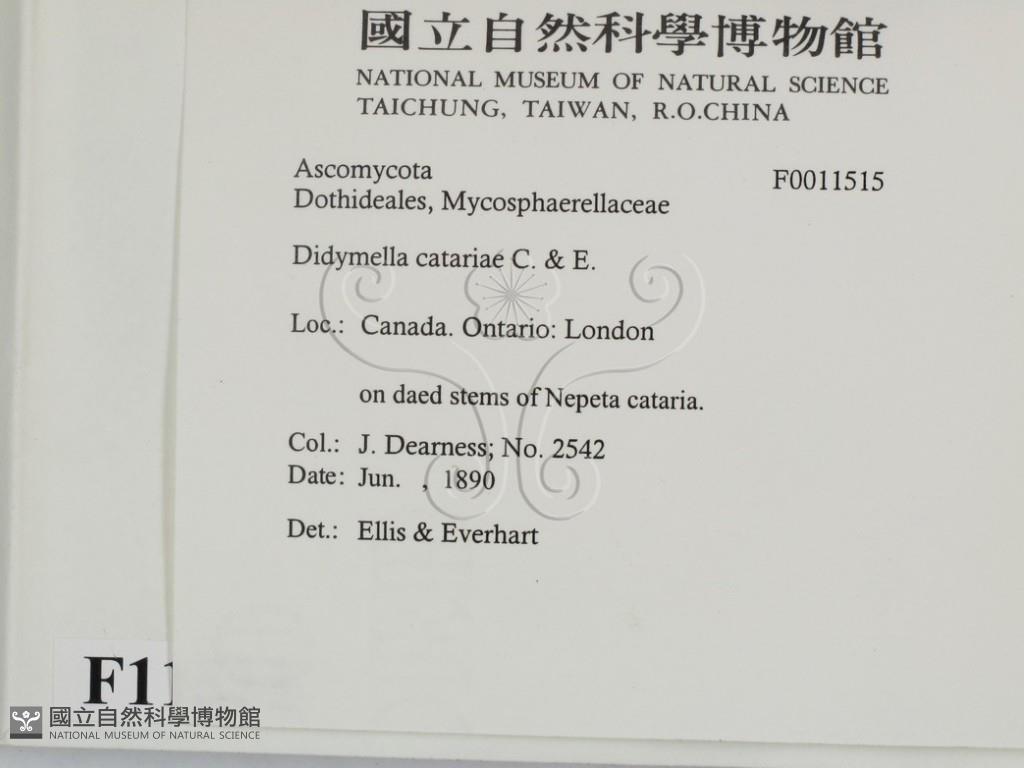 國立自然科學博物館
NATIONAL MUSEUM OF NATURAL SCIENCE
TAICHUNG, TAIWAN, R.O.CHINA
Ascomycota F0011515
Dothideales, Mycosphaerellaceae
Didymella catariae C. & E.
Loc.: Canada. Ontario: London
on daed stems of Nepeta cataria.
Col.: J. Dearness; No. 2542
Date: Jun. , 1890
Det.: Ellis & Everhart
F11
國立自然科學博物館
NATIONAL MUSEUM OF NATURAL SCIENCE